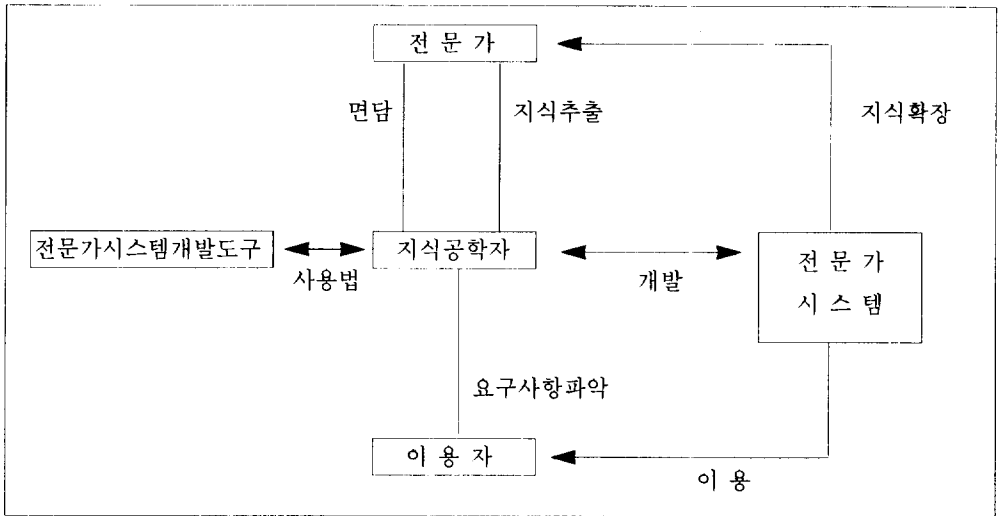 전 문 가
면담
지식추출
지식확장
전문가시스템개발도구
지식공학자
사용법
개발
전 문 가
시 스 템
요구사항파악
이 용 자
이 용